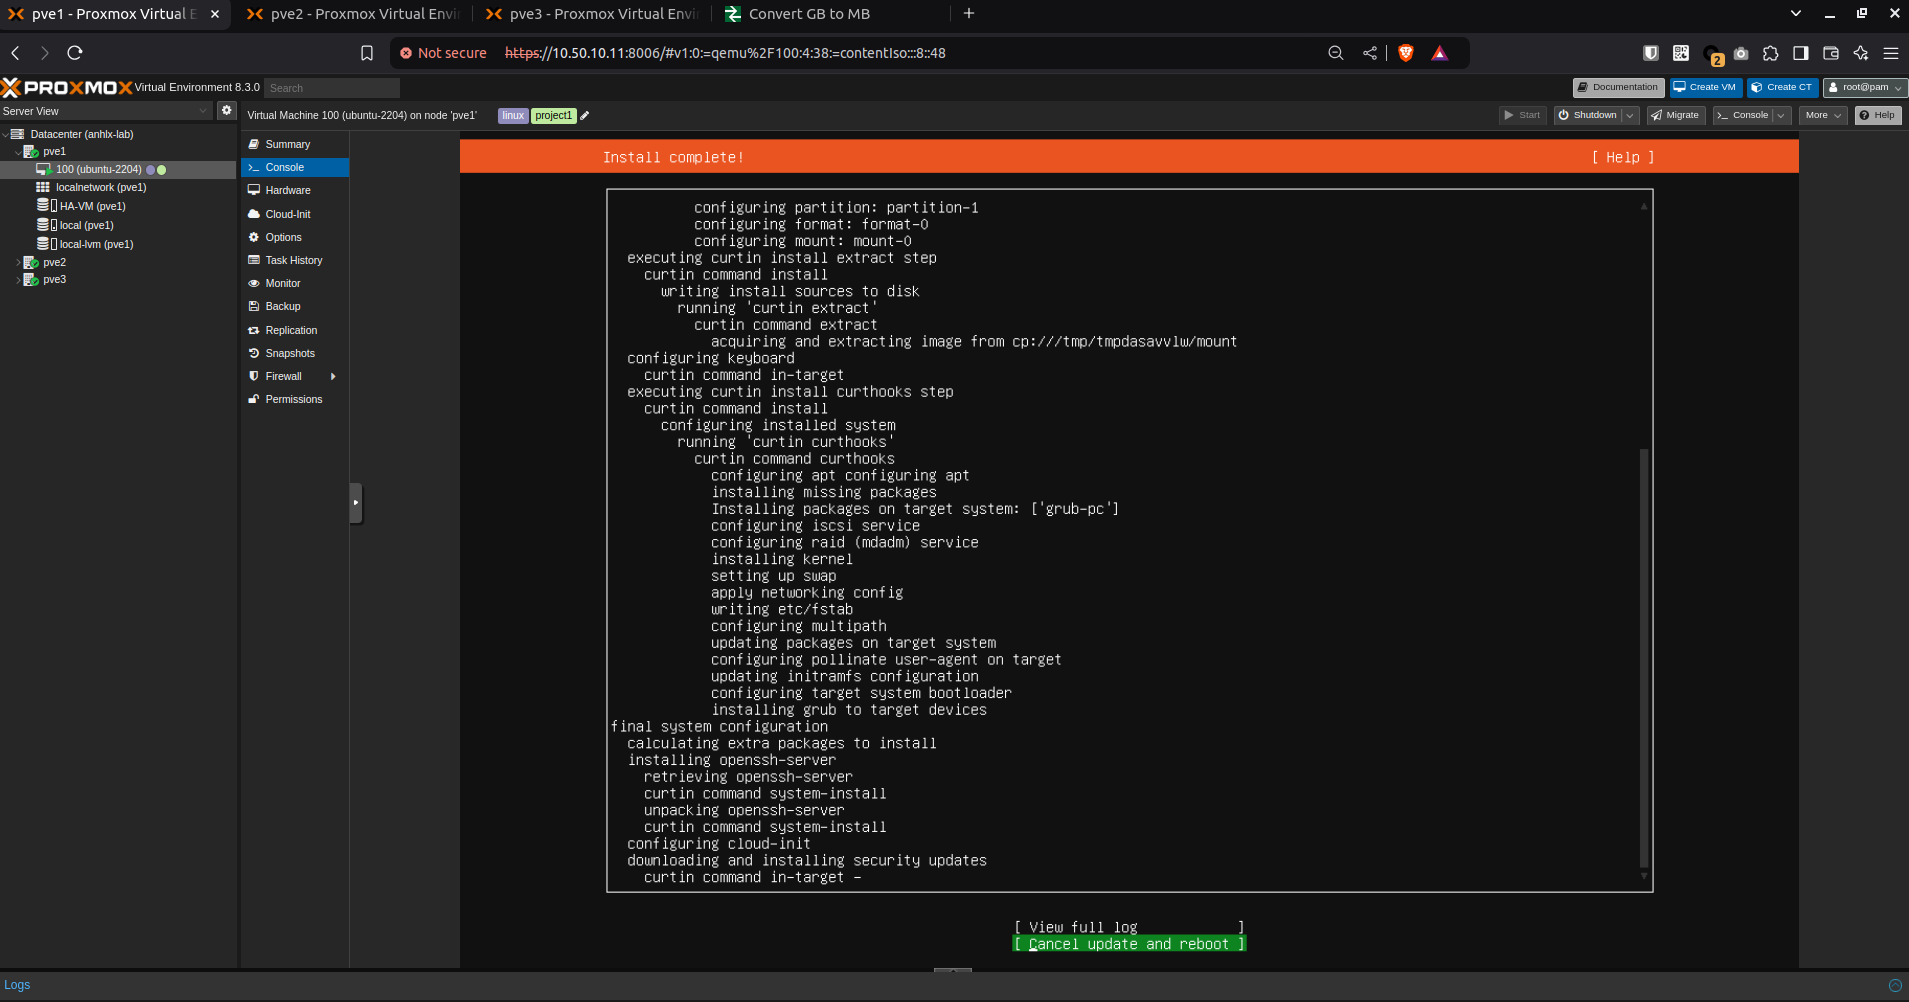 pve1 - Proxmox Virtual E
pve2 - Proxmox Virtual Envi
pve3 - Proxmox Virtual Envi
Convert GB to MB
Not secure
https://10.50.10.11:8006/#v1:0:=qemu%2F100:4:38:=contentIso:::8::48
2
PROXMOX Virtual Environment 8.3.0
Search
Documentation
Create VM
Create CT
root@pam
Server View
Virtual Machine 100 (ubuntu-2204) on node 'pve1'
linux
project1
Start
Shutdown
Migrate
Console
More
Help
Datacenter (anhlx-lab)
pve1
100 (ubuntu-2204)
localnetwork (pve1)
HA-VM (pve1)
local (pve1)
local-lvm (pve1)
pve2
pve3
Summary
Console
Hardware
Cloud-Init
Options
Task History
Monitor
Backup
Replication
Snapshots
Firewall
Permissions
Install complete!
[ Help ]
configuring partition: partition-1
configuring format: format-0
configuring mount: mount-0
executing curtin install extract step
curtin command install
writing install sources to disk
running 'curtin extract'
curtin command extract
acquiring and extracting image from cp:///tmp/tmpdasavvlw/mount
configuring keyboard
curtin command in-target
executing curtin install curthooks step
curtin command install
configuring installed system
running 'curtin curthooks'
curtin command curthooks
configuring apt configuring apt
installing missing packages
Installing packages on target system: ['grub-pc']
configuring iscsi service
configuring raid (mdadm) service
installing kernel
setting up swap
apply networking config
writing etc/fstab
configuring multipath
updating packages on target system
configuring pollinate user-agent on target
updating initramfs configuration
configuring target system bootloader
installing grub to target devices
final system configuration
calculating extra packages to install
installing openssh-server
retrieving openssh-server
curtin command system-install
unpacking openssh-server
curtin command system-install
configuring cloud-init
downloading and installing security updates
curtin command in-target -
[ View full log ]
[ Cancel update and reboot ]
Logs